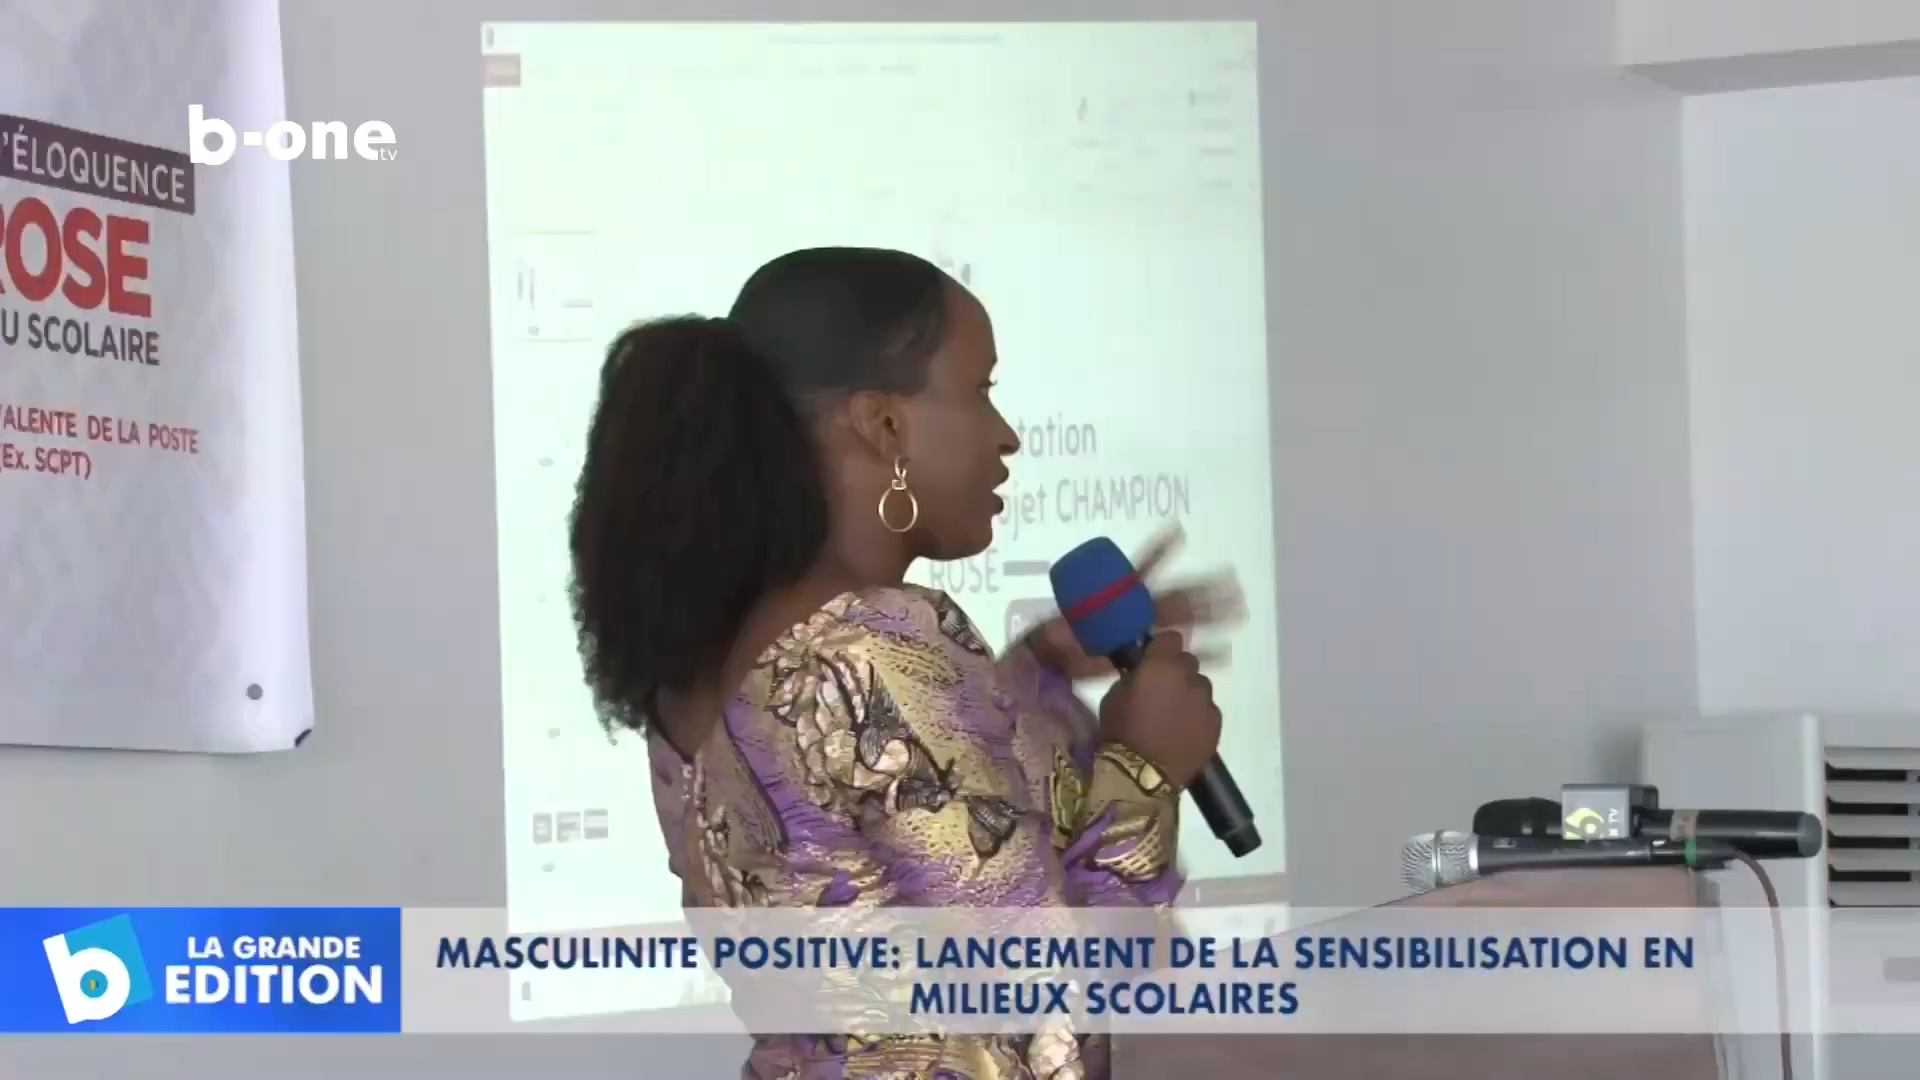 b-one tv
'ÉLOQUENCE
ROSE
U SCOLAIRE
ALENTE DE LA POSTE
(Ex. SCPT)
tation
ojet CHAMPION
ROSE
LA GRANDE
EDITION
MASCULINITE POSITIVE: LANCEMENT DE LA SENSIBILISATION EN
MILIEUX SCOLAIRES